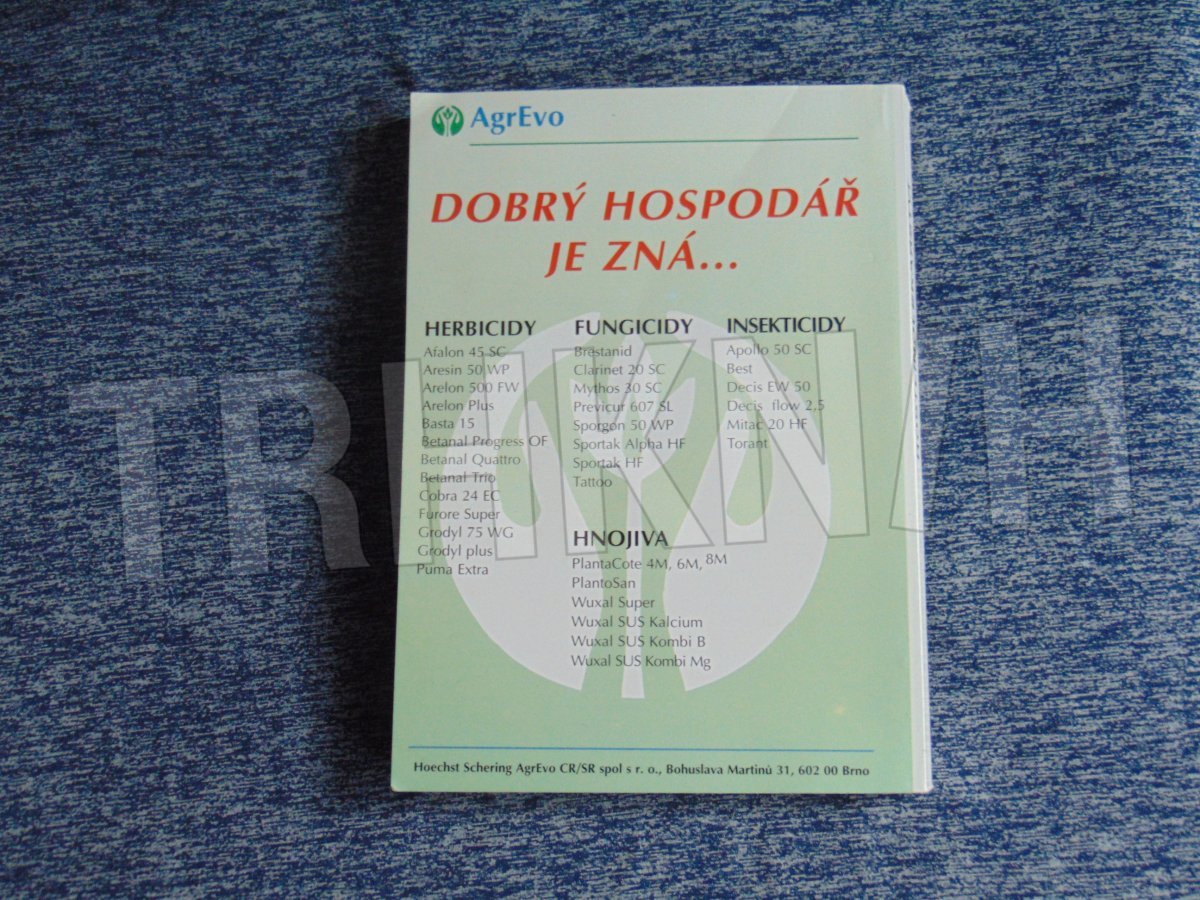 AgrEvo
DOBRÝ HOSPODÁŘ
JE ZNÁ...
HERBICIDY
Afalon 45 SC
Aresin 50 WP
Arelon 500 FW
Arelon Plus
Basta 15
Betanal Progress OF
Betanal Quattro
Betanal Trio
Cobra 24 EC
Furore Super
Grodyl 75 WG
Grodyl plus
Puma Extra
FUNGICIDY
Brestanid
Clarinet 20 SC
Mythos 30 SC
Previcur 607 SL
Sporgon 50 WP
Sportak Alpha HF
Sportak HF
Tattoo
HNOJIVA
PlantaCote 4M, 6M, 8M
PlantoSan
Wuxal Super
Wuxal SUS Kalcium
Wuxal SUS Kombi B
Wuxal SUS Kombi Mg
INSEKTICIDY
Apollo 50 SC
Best
Decis EW 50
Decis flow 2,5
Mitac 20 HF
Torant
Hoechst Schering AgrEvo CR/SR spol s r. o., Bohuslava Martinů 31, 602 00 Brno